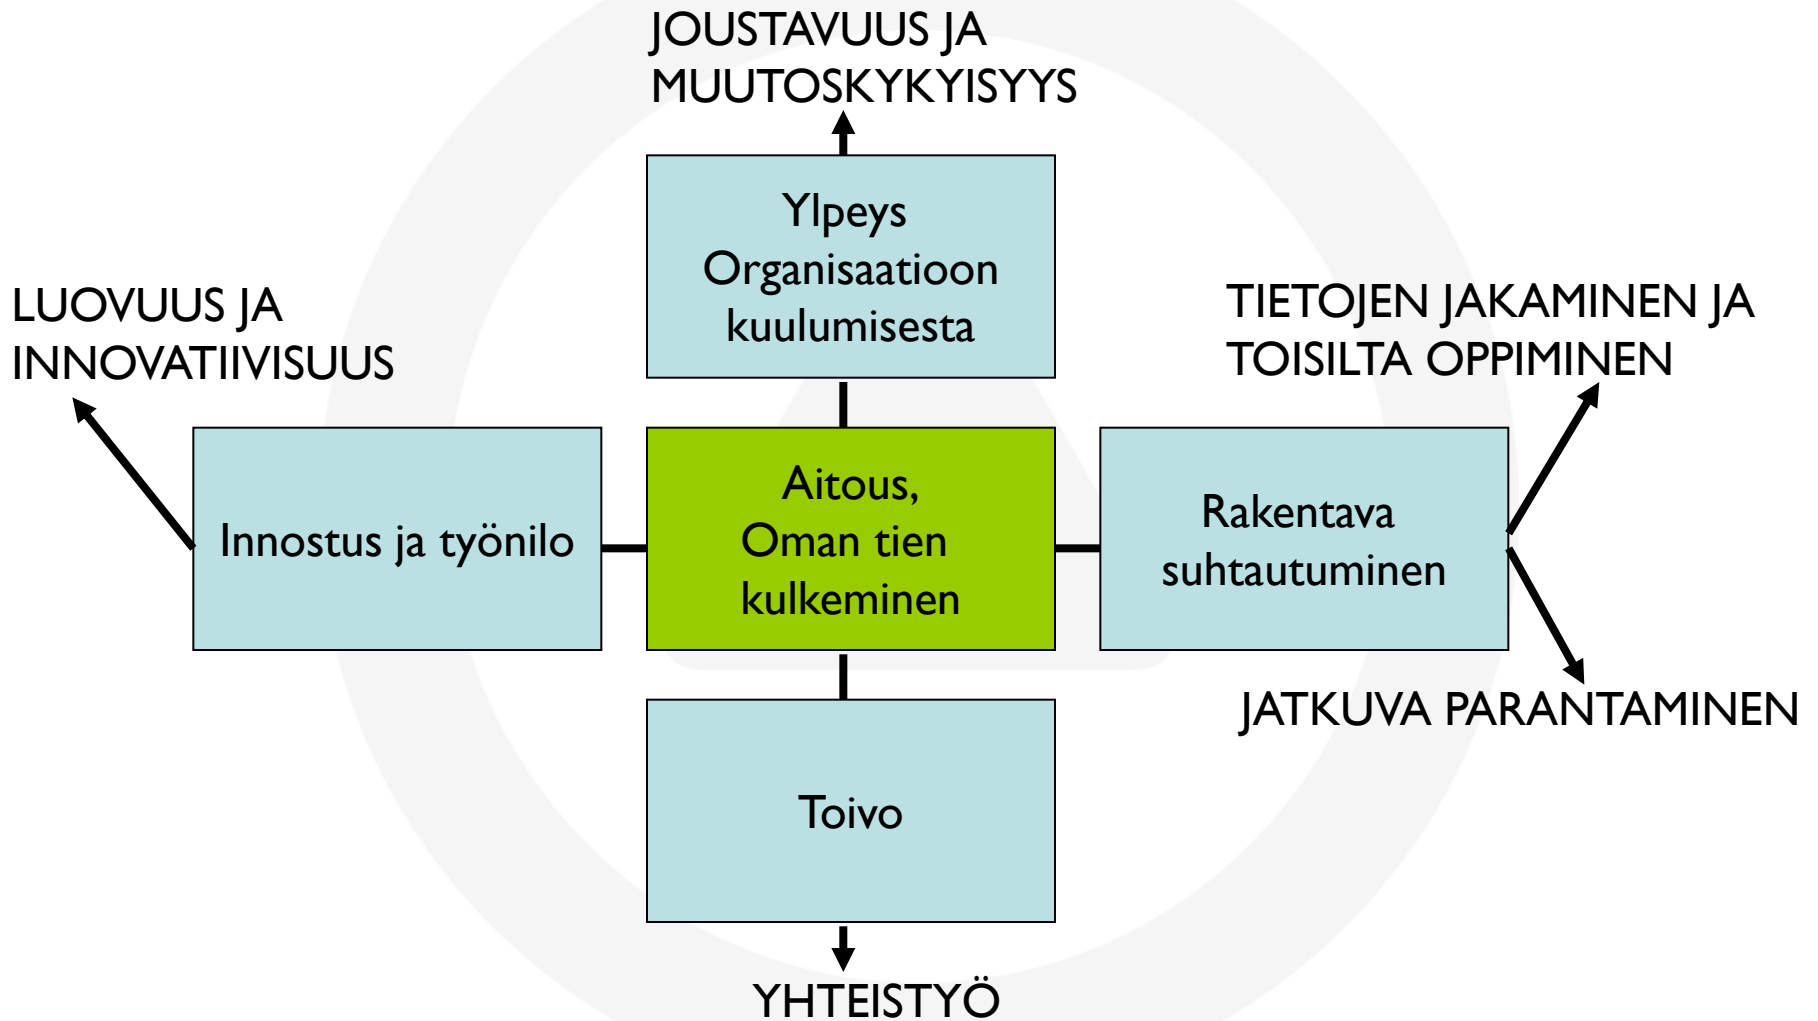 JOUSTAVUUS JA
MUUTOSKYKYISYYS
Ylpeys
Organisaatioon
kuulumisesta
LUOVUUS JA
INNOVATIIVISUUS
TIETOJEN JAKAMINEN JA
TOISILTA OPPIMINEN
Innostus ja työnilo
Aitous,
Oman tien
kulkeminen
Rakentava
suhtautuminen
JATKUVA PARANTAMINEN
Toivo
YHTEISTYÖ